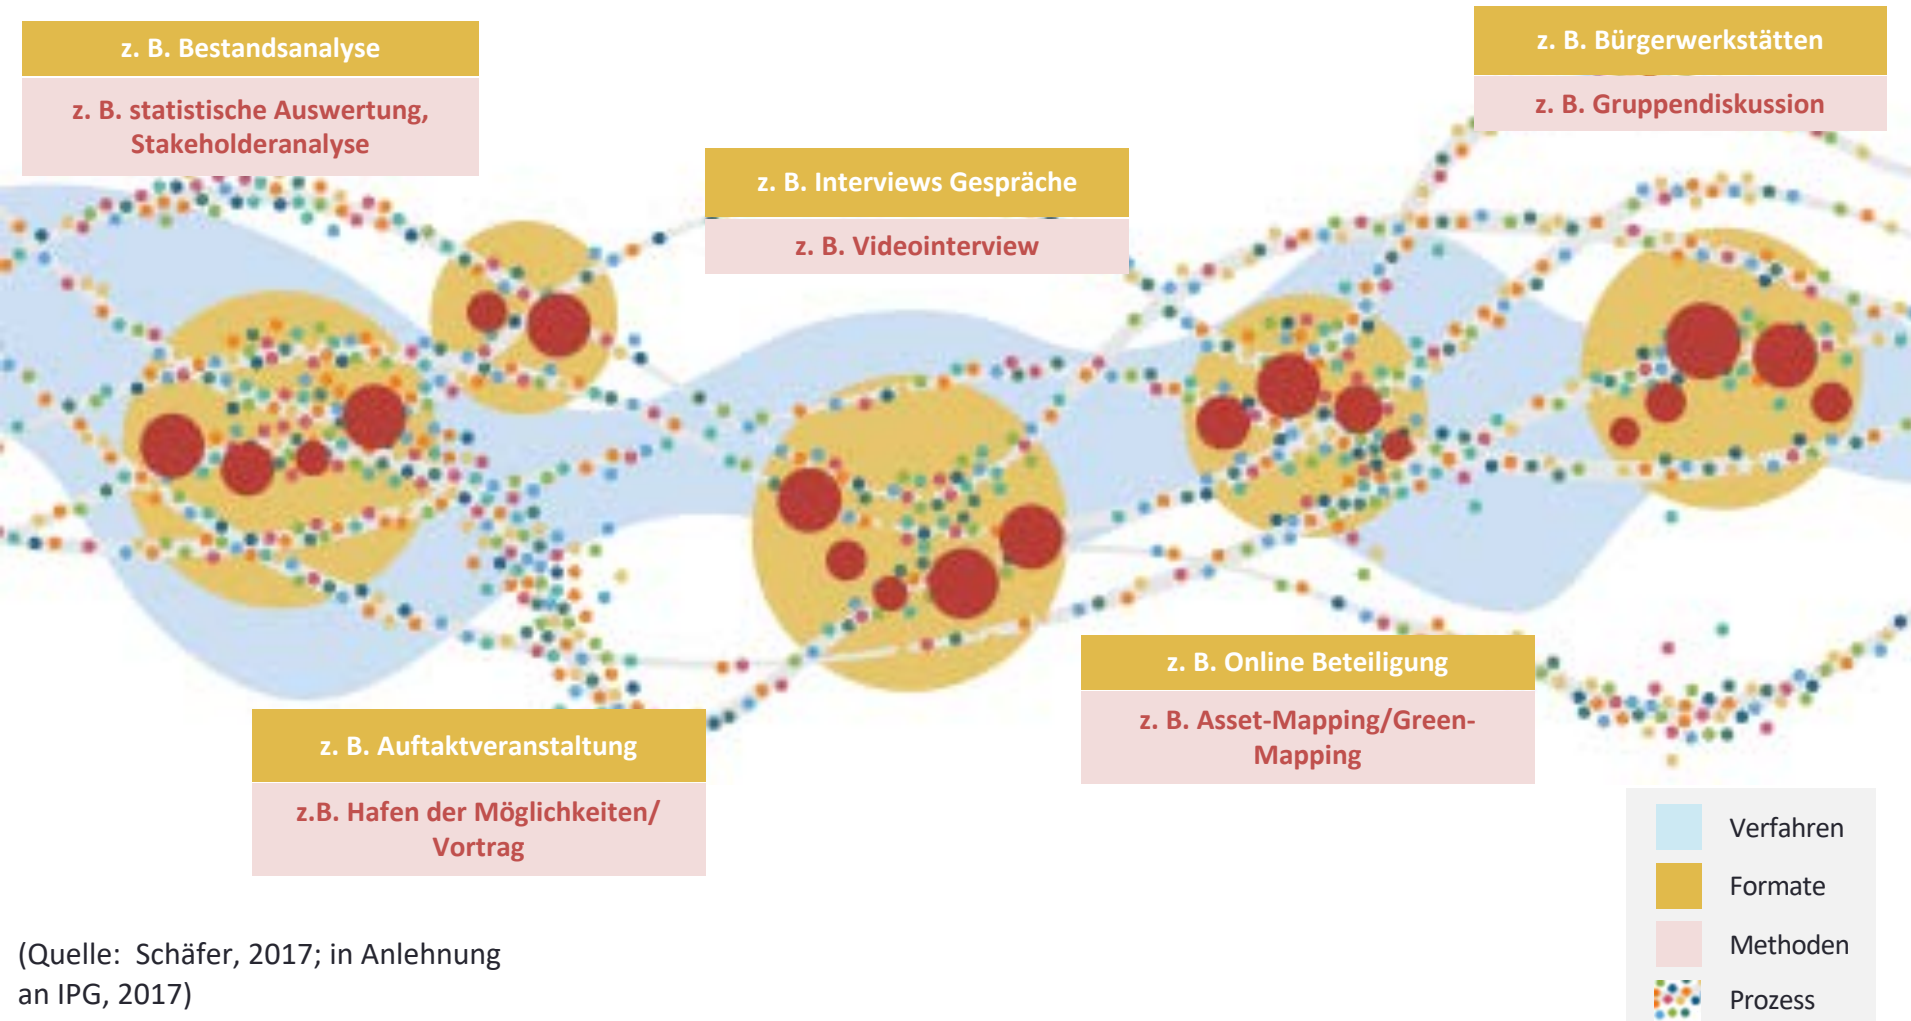 z. B. Bestandsanalyse
z. B. statistische Auswertung,
Stakeholderanalyse
z. B. Interviews Gespräche
z. B. Videointerview
z. B. Bürgerwerkstätten
z. B. Gruppendiskussion
z. B. Auftaktveranstaltung
z.B. Hafen der Möglichkeiten/
Vortrag
z. B. Online Beteiligung
z. B. Asset-Mapping/Green-
Mapping
Verfahren
Formate
Methoden
Prozess
(Quelle: Schäfer, 2017; in Anlehnung
an IPG, 2017)